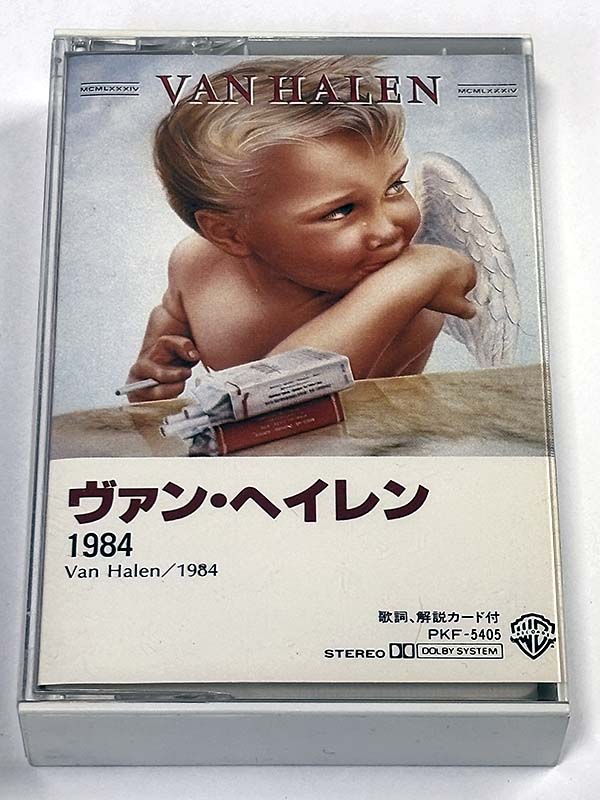 VAN HALEN
MCMLXXXIV
MCMLXXXIV
ヴァン・ヘイレン
1984
Van Halen/1984
歌詞、解説カード付
PKF-5405
STEREO DOLBY SYSTEM